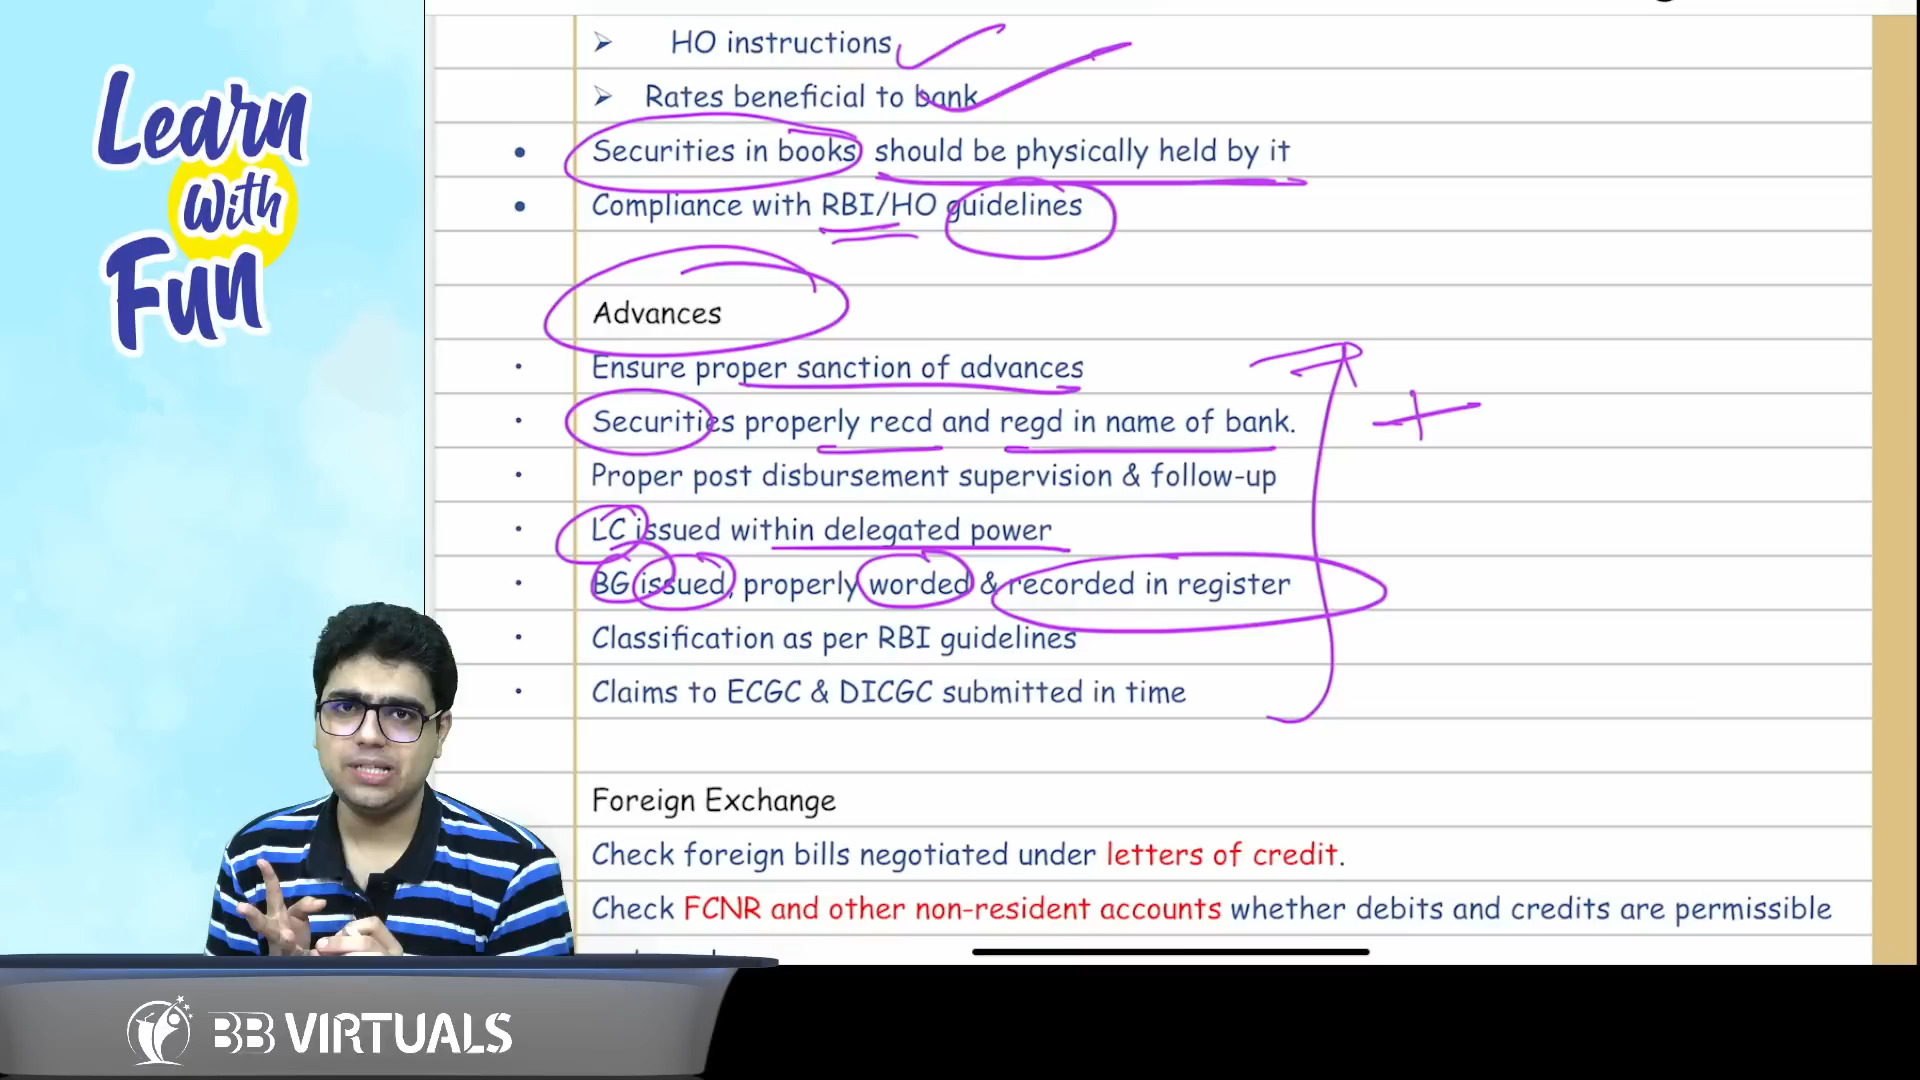 HO instructions
Rates beneficial to bank
• Securities in books should be physically held by it
• Compliance with RBI/HO guidelines
Advances
• Ensure proper sanction of advances
• Securities properly recd and regd in name of bank.
• Proper post disbursement supervision & follow-up
• LC issued within delegated power
• BG issued, properly worded & recorded in register
• Classification as per RBI guidelines
• Claims to ECGC & DICGC submitted in time
Foreign Exchange
Check foreign bills negotiated under letters of credit.
Check FCNR and other non-resident accounts whether debits and credits are permissible
Learn
With
Fun
BB VIRTUALS